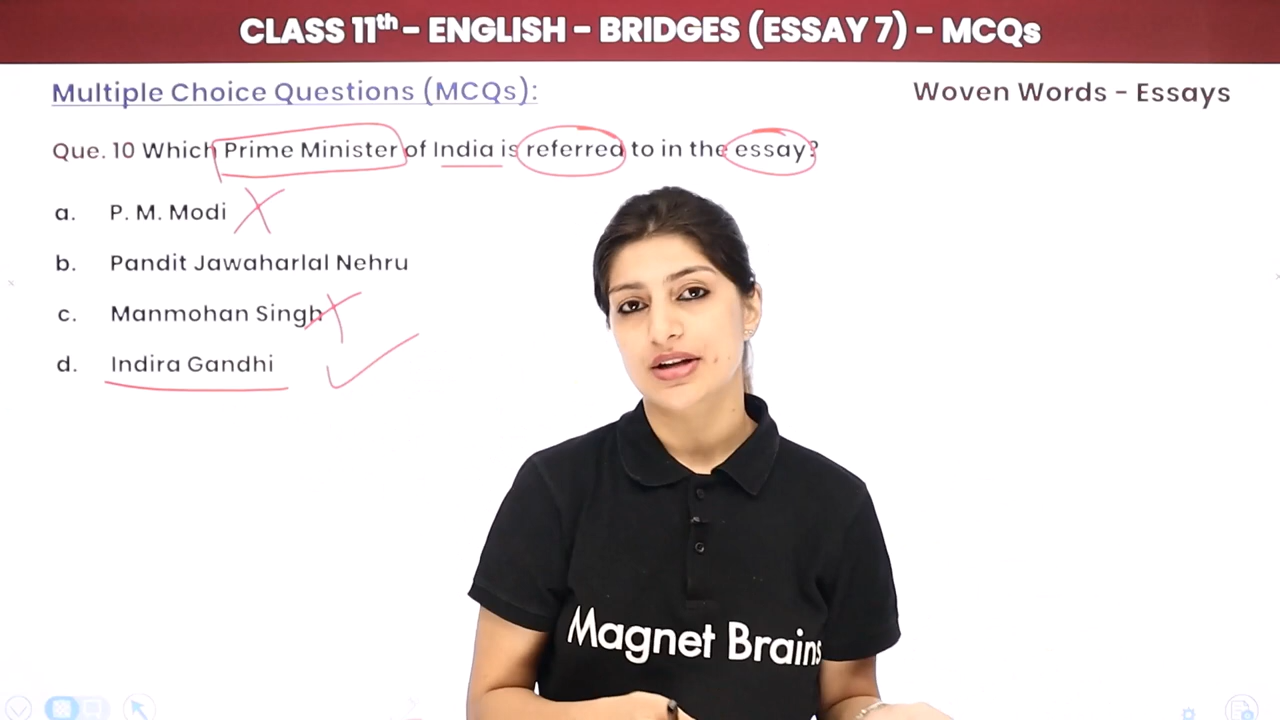 CLASS 11th - ENGLISH - BRIDGES (ESSAY 7) - MCQs
Multiple Choice Questions (MCQs):
Woven Words - Essays
Que. 10 Which Prime Minister of India is referred to in the essay?
a. P. M. Modi
b. Pandit Jawaharlal Nehru
c. Manmohan Singh
d. Indira Gandhi
Magnet Brains